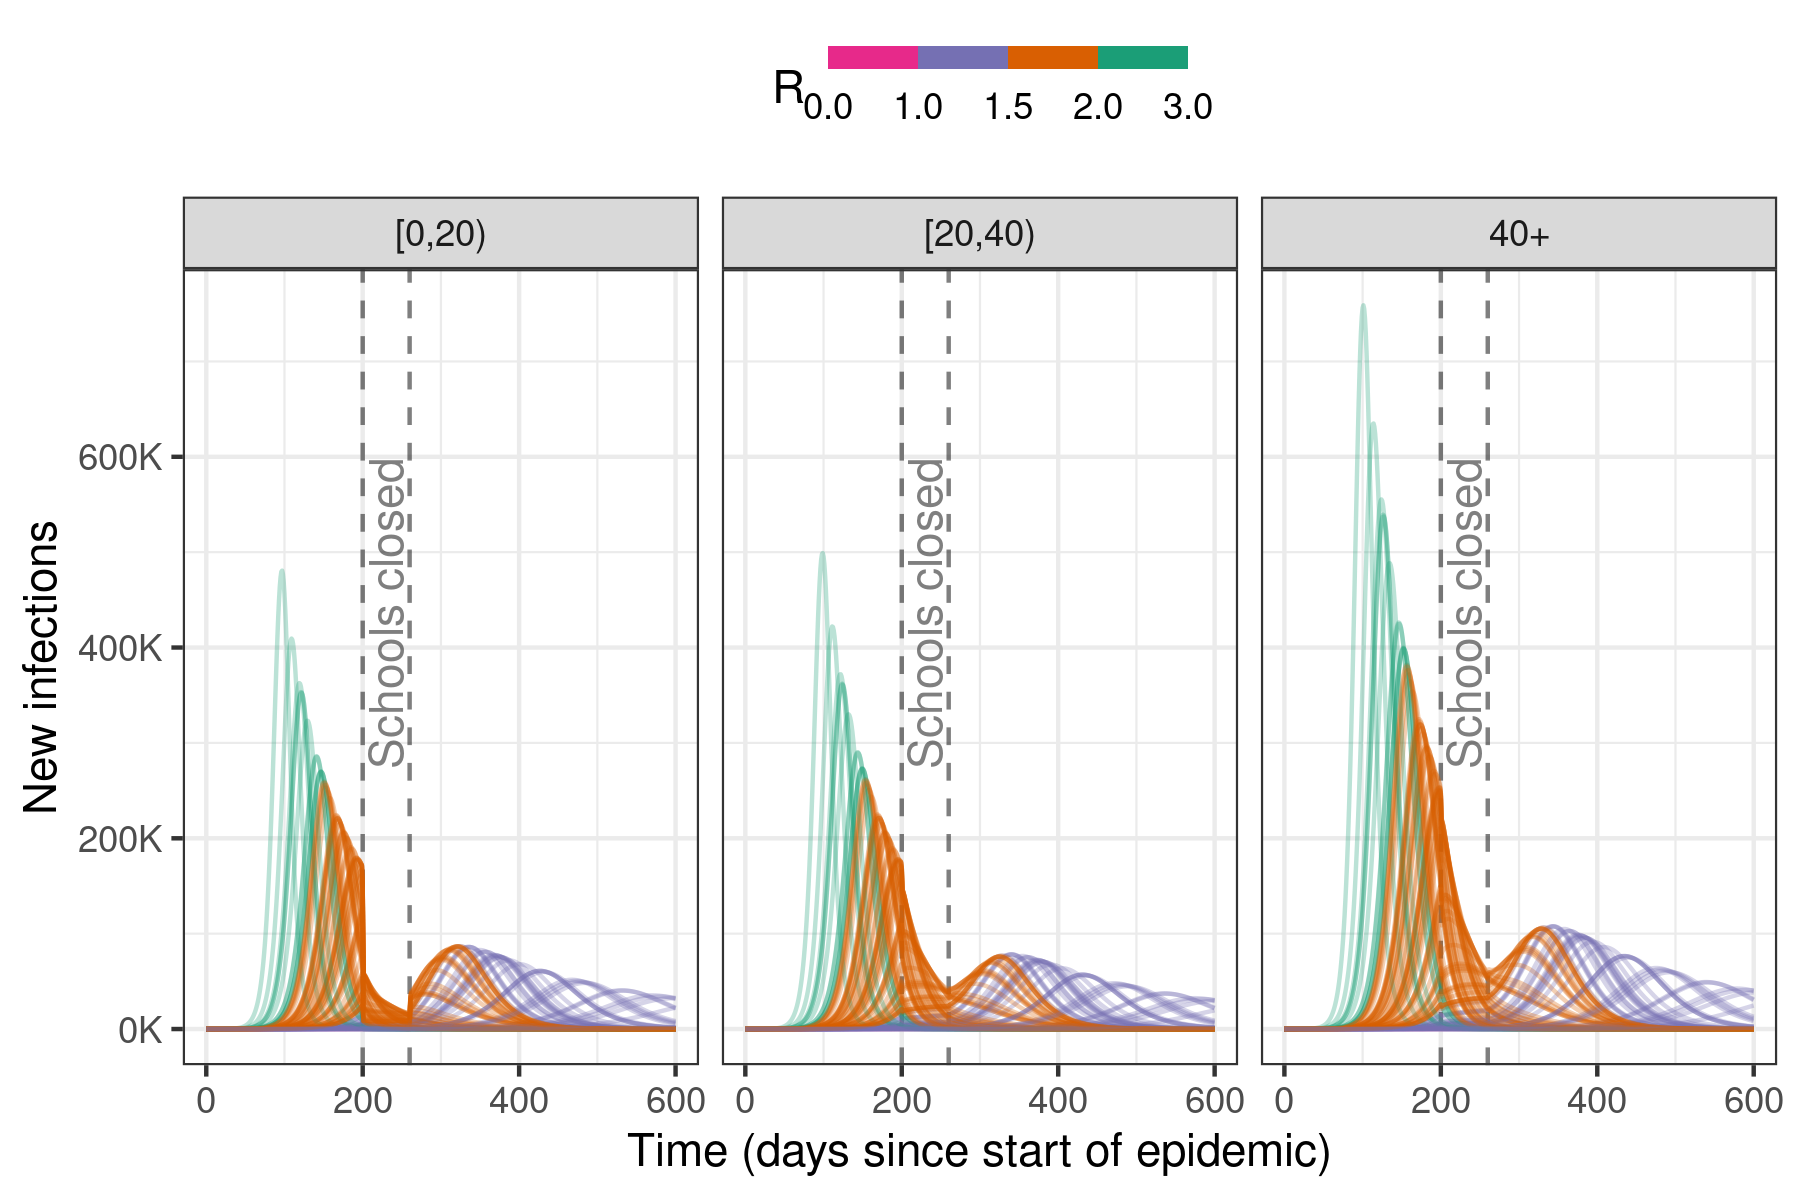 R
0.0 1.0 1.5 2.0 3.0
[0,20) [20,40) 40+
New infections
600K
400K
200K
0K
Schools closed Schools closed Schools closed
0 200 400 600 0 200 400 600 0 200 400 600
Time (days since start of epidemic)